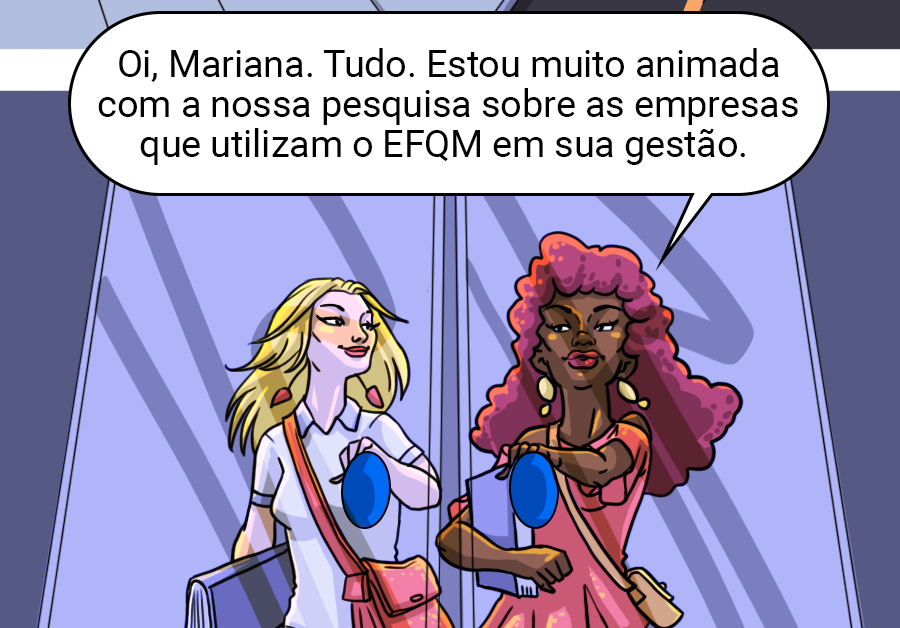 Oi, Mariana. Tudo. Estou muito animada
com a nossa pesquisa sobre as empresas
que utilizam o EFQM em sua gestão.